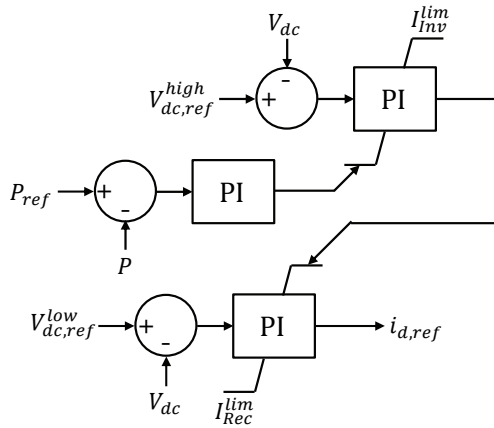 V_dc
I_Inv^lim
-
V_dc,ref^high
+
PI
P_ref
+
PI
-
P
V_dc,ref^low
+
PI
i_d,ref
-
V_dc
I_Rec^lim